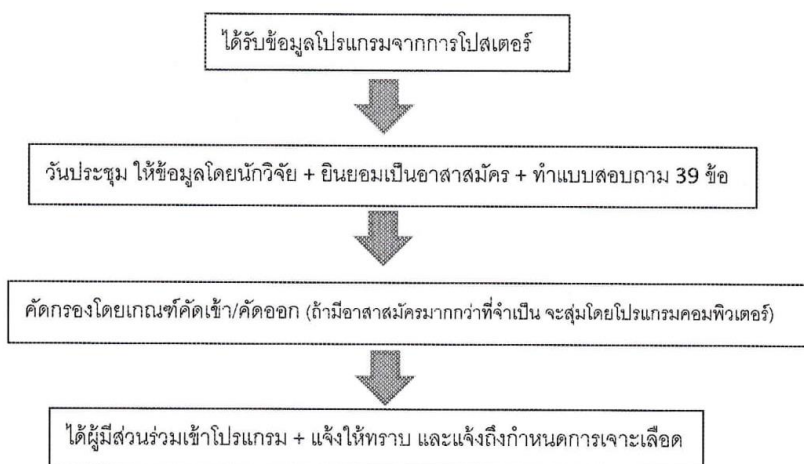 ได้รับข้อมูลโปรแกรมจากการโปสเตอร์
วันประชุม ให้ข้อมูลโดยนักวิจัย + ยินยอมเป็นอาสาสมัคร + ทำแบบสอบถาม 39 ข้อ
คัดกรองโดยเกณฑ์คัดเข้า/คัดออก (ถ้ามีอาสาสมัครมากกว่าที่จำเป็น จะสุ่มโดยโปรแกรมคอมพิวเตอร์)
ได้ผู้มีส่วนร่วมเข้าโปรแกรม + แจ้งให้ทราบ และแจ้งถึงกำหนดการเจาะเลือด